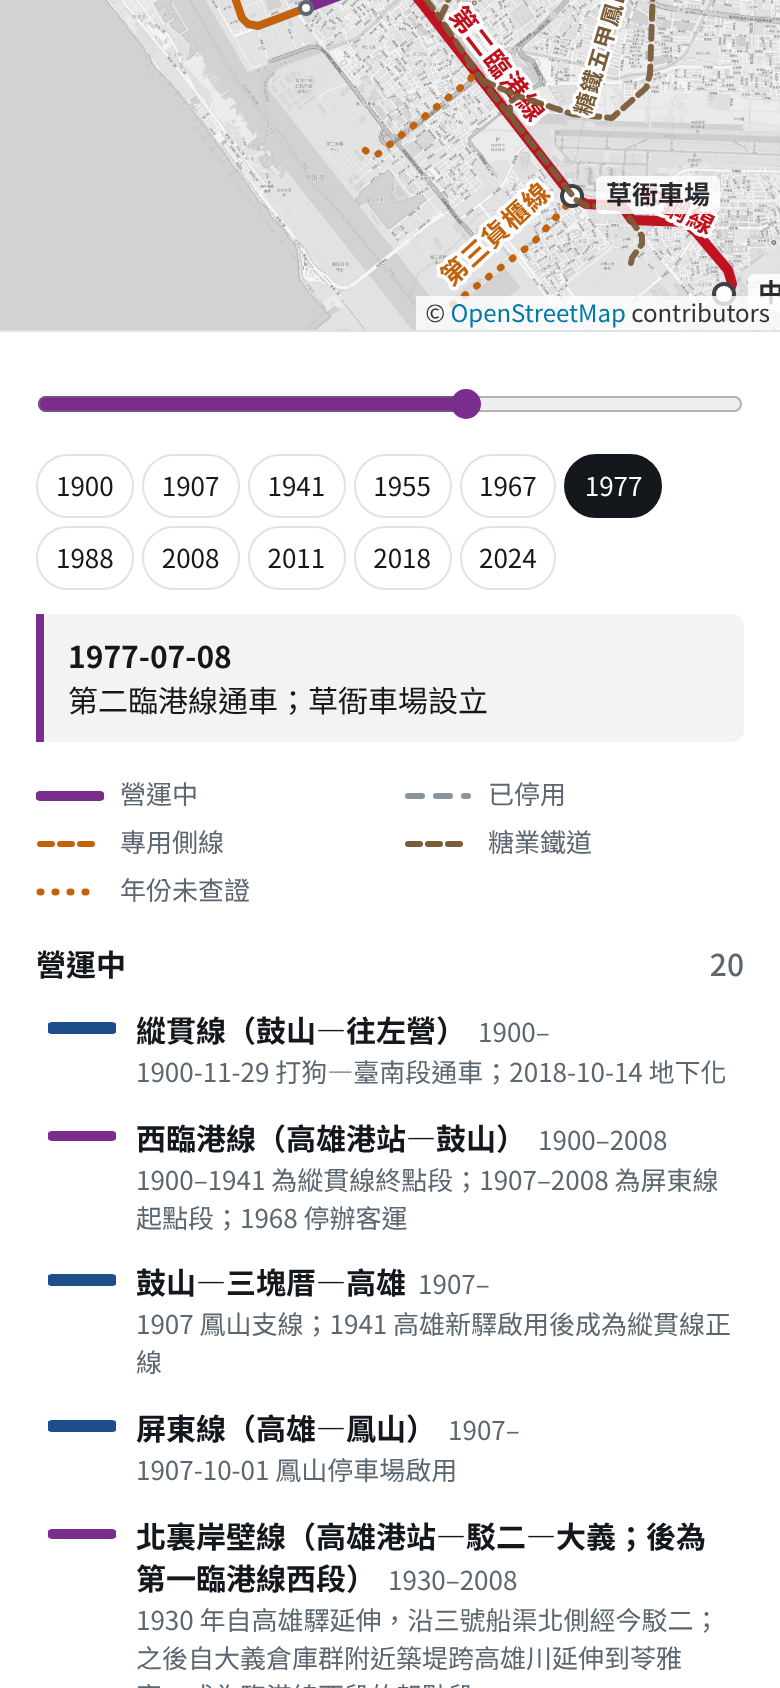 第二臨港線
糖鐵五甲鳳
草衙車場
第三貨櫃線
線
中
© OpenStreetMap contributors
1900
1907
1941
1955
1967
1977
1988
2008
2011
2018
2024
1977-07-08
第二臨港線通車；草衙車場設立
營運中
已停用
專用側線
糖業鐵道
年份未查證
營運中 20
縱貫線（鼓山—往左營） 1900–
1900-11-29 打狗—臺南段通車；2018-10-14 地下化
西臨港線（高雄港站—鼓山） 1900–2008
1900–1941 為縱貫線終點段；1907–2008 為屏東線
起點段；1968 停辦客運
鼓山—三塊厝—高雄 1907–
1907 鳳山支線；1941 高雄新驛啟用後成為縱貫線正
線
屏東線（高雄—鳳山） 1907–
1907-10-01 鳳山停車場啟用
北裏岸壁線（高雄港站—駁二—大義；後為
第一臨港線西段） 1930–2008
1930 年自高雄驛延伸，沿三號船渠北側經今駁二；
之後自大義倉庫群附近築堤跨高雄川延伸到苓雅